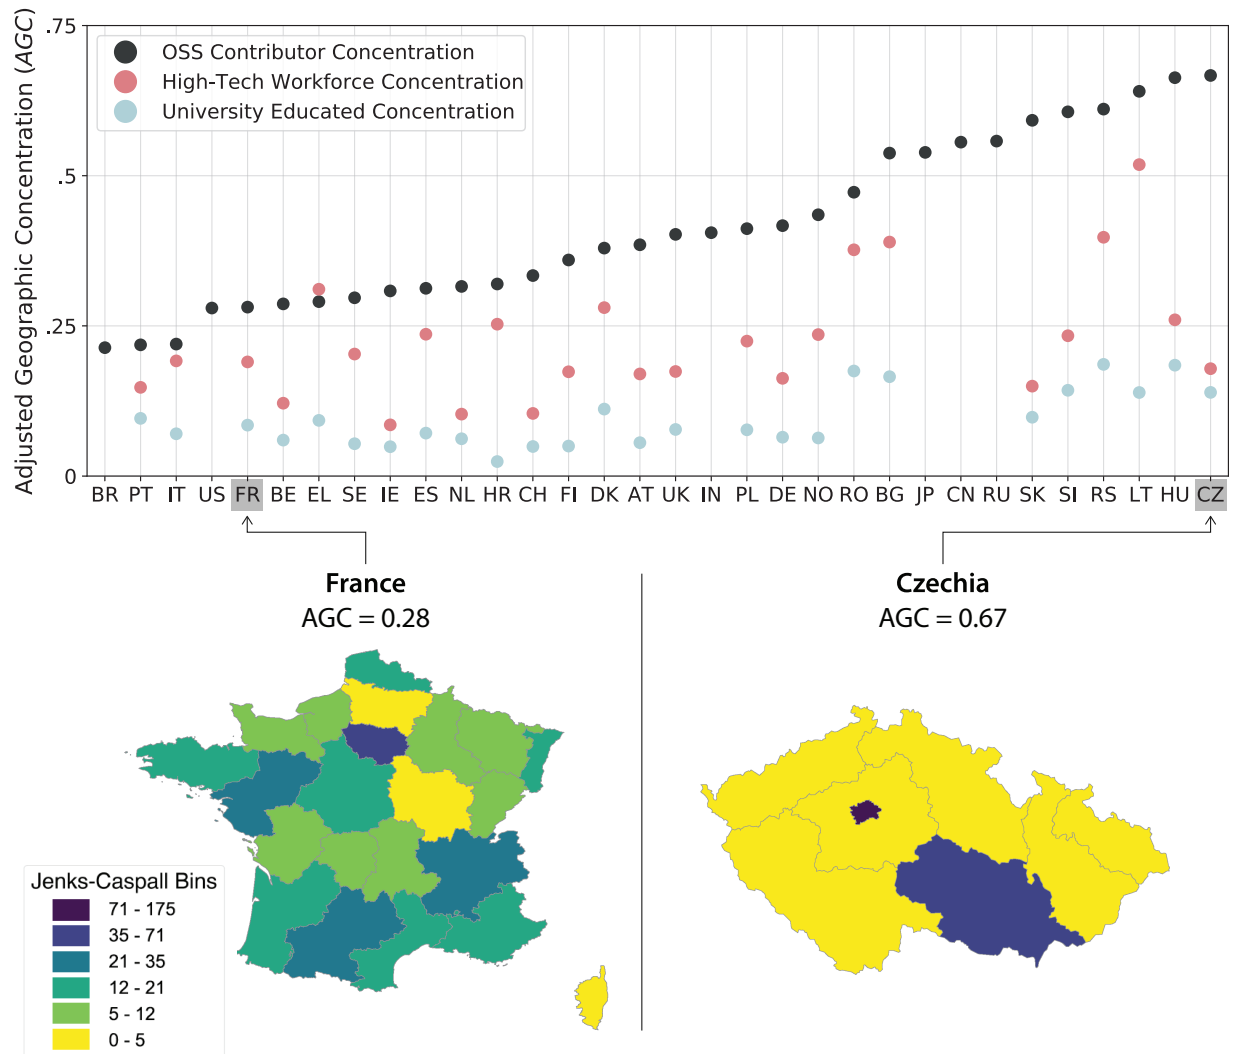 Adjusted Geographic Concentration (AGC)
.75
.5
.25
0
OSS Contributor Concentration
High-Tech Workforce Concentration
University Educated Concentration
BR PT IT US FR BE EL SE IE ES NL HR CH FI DK AT UK IN PL DE NO RO BG JP CN RU SK SI RS LT HU CZ
France
AGC = 0.28
Czechia
AGC = 0.67
Jenks-Caspall Bins
71 - 175
35 - 71
21 - 35
12 - 21
5 - 12
0 - 5